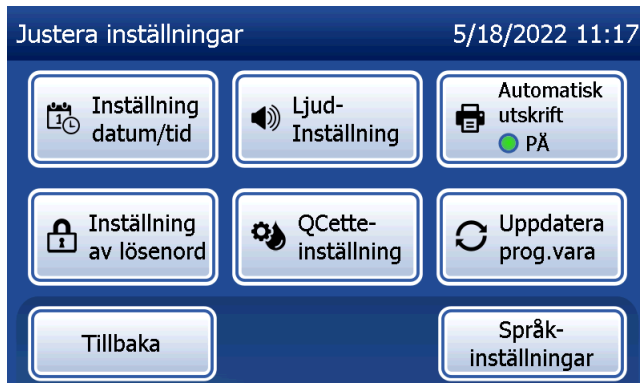 Justera inställningar 5/18/2022 11:17
Inställning
datum/tid
Ljud-
Inställning
Automatisk
utskrift
PÄ
Inställning
av lösenord
QCette-
inställning
Uppdatera
prog.vara
Tillbaka
Språk-
inställningar